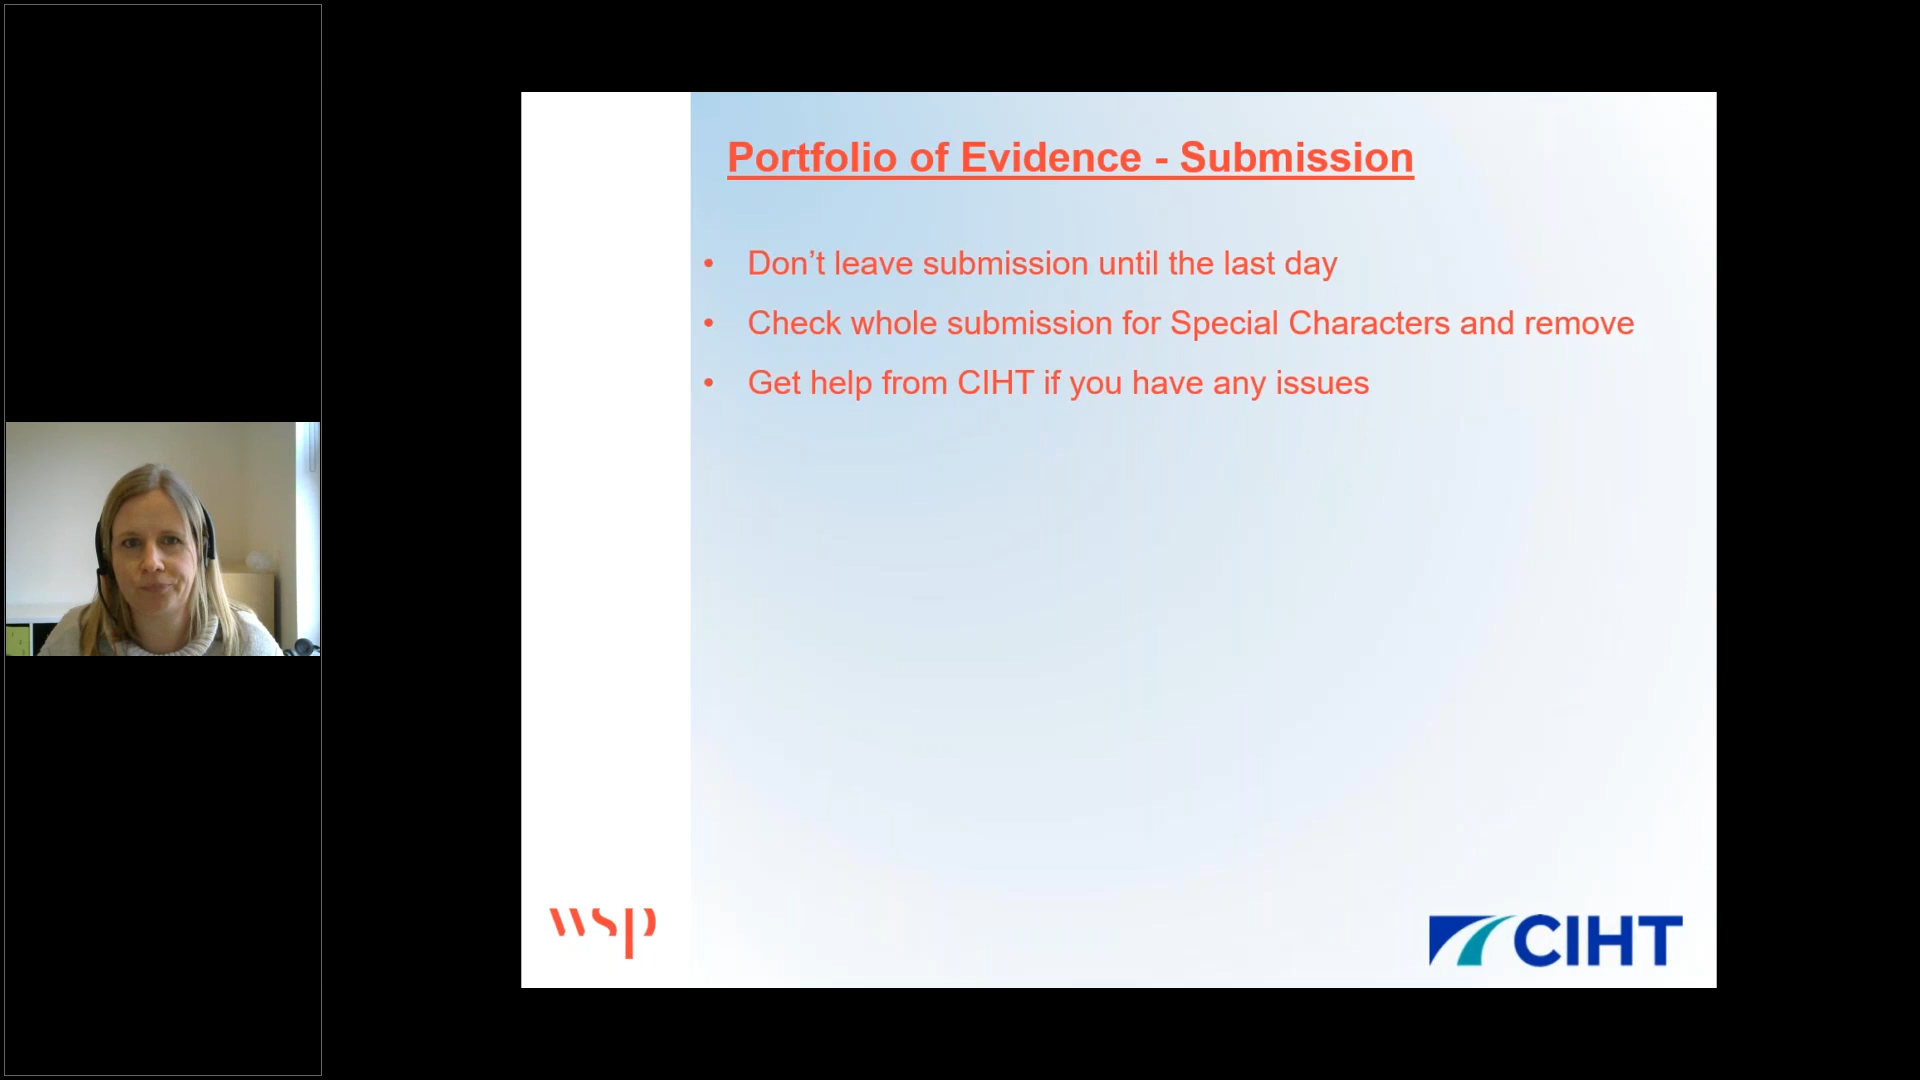 Portfolio of Evidence - Submission
• Don’t leave submission until the last day
• Check whole submission for Special Characters and remove
• Get help from CIHT if you have any issues
wsp
CIHT